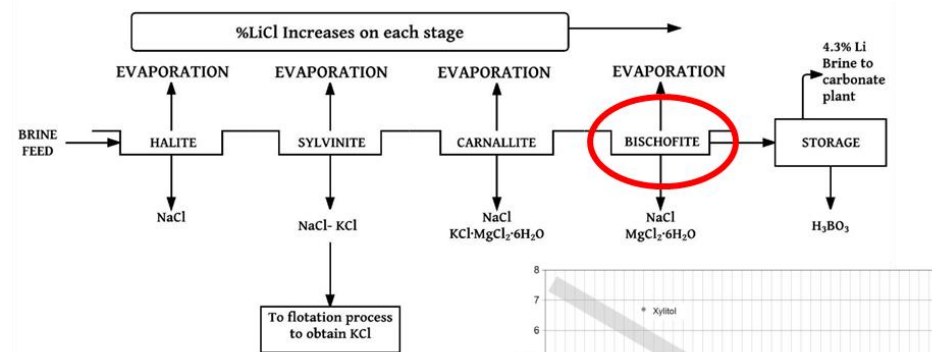 %LiCl Increases on each stage
4.3% Li
Brine to
carbonate
plant
EVAPORATION EVAPORATION EVAPORATION EVAPORATION
BRINE
FEED
HALITE SYLVINITE CARNALLITE BISCHOFITE STORAGE
NaCl
NaCl- KCl
NaCl
KCl·MgCl₂·6H₂O
NaCl
MgCl₂·6H₂O
H₃BO₃
To flotation process
to obtain KCl
8
7
6
Xylitol